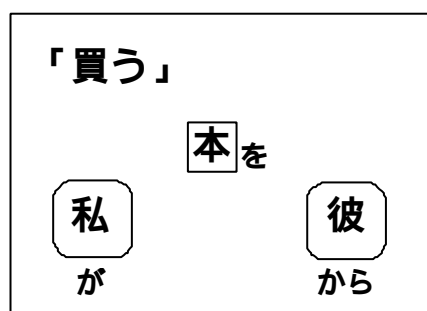 「買う」
本を
私 彼
が から